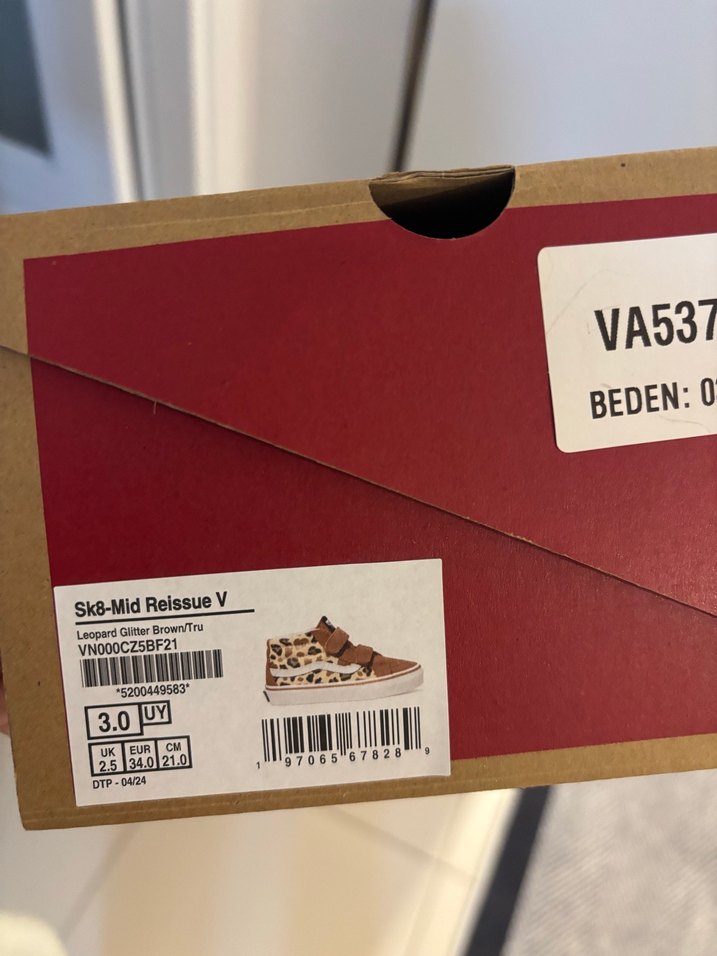 VA537
BEDEN: 0
Sk8-Mid Reissue V
Leopard Glitter Brown/Tru
VN000CZ5BF21
*5200449583*
3.0 UY
UK EUR CM
2.5 34.0 21.0
DTP - 04/24
1 97065 67828 9